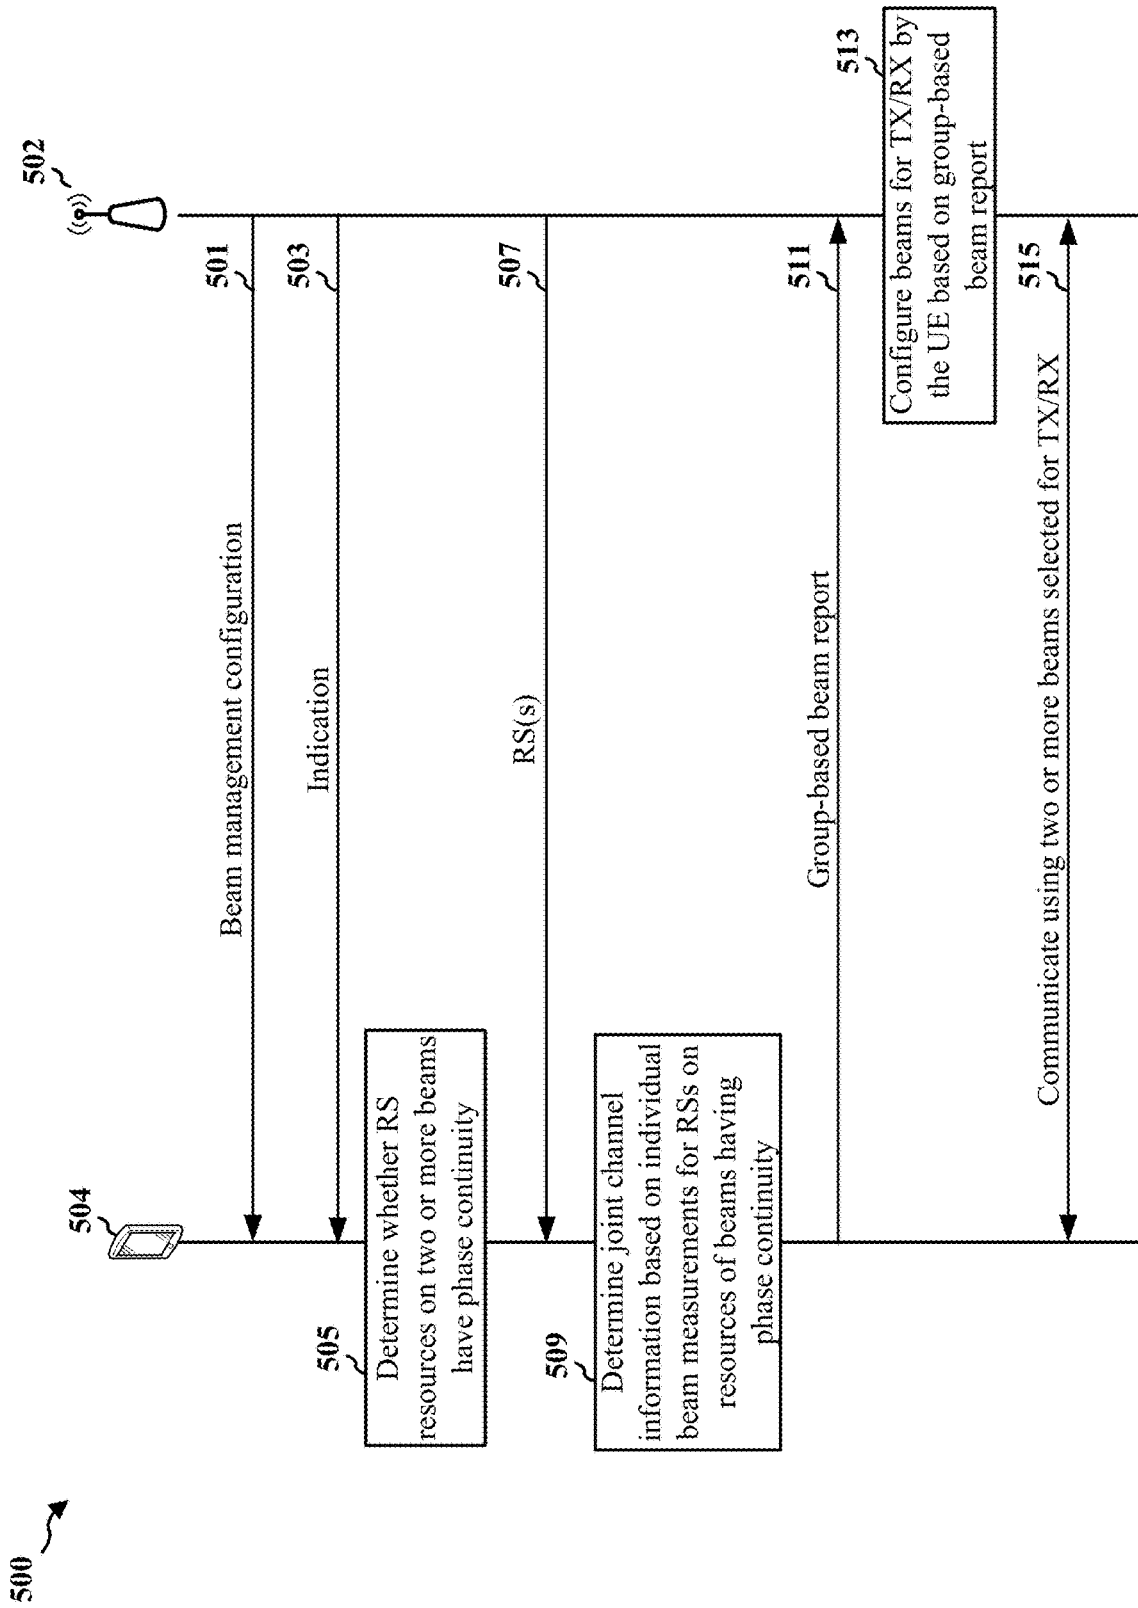 500
504
502
Beam management configuration
501
Indication
503
505
Determine whether RS
resources on two or more beams
have phase continuity
RS(s)
507
509
Determine joint channel
information based on individual
beam measurements for RSs on
resources of beams having
phase continuity
Group-based beam report
511
513
Configure beams for TX/RX by
the UE based on group-based
beam report
Communicate using two or more beams selected for TX/RX
515